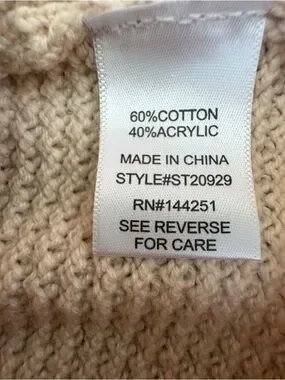 60%COTTON
40%ACRYLIC
MADE IN CHINA
STYLE#ST20929
RN#144251
SEE REVERSE
FOR CARE